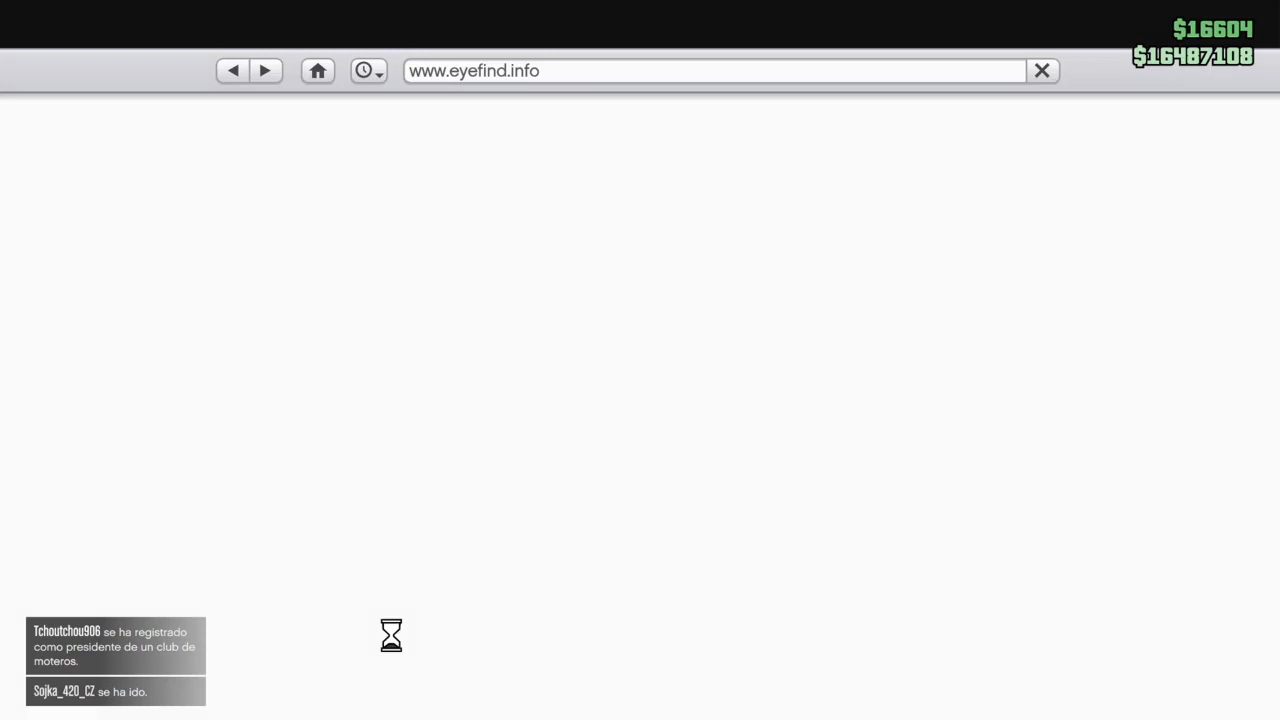 $16604
$16487108
www.eyefind.info
Tchoutchou906 se ha registrado
como presidente de un club de
moteros.
Sojka_420_CZ se ha ido.